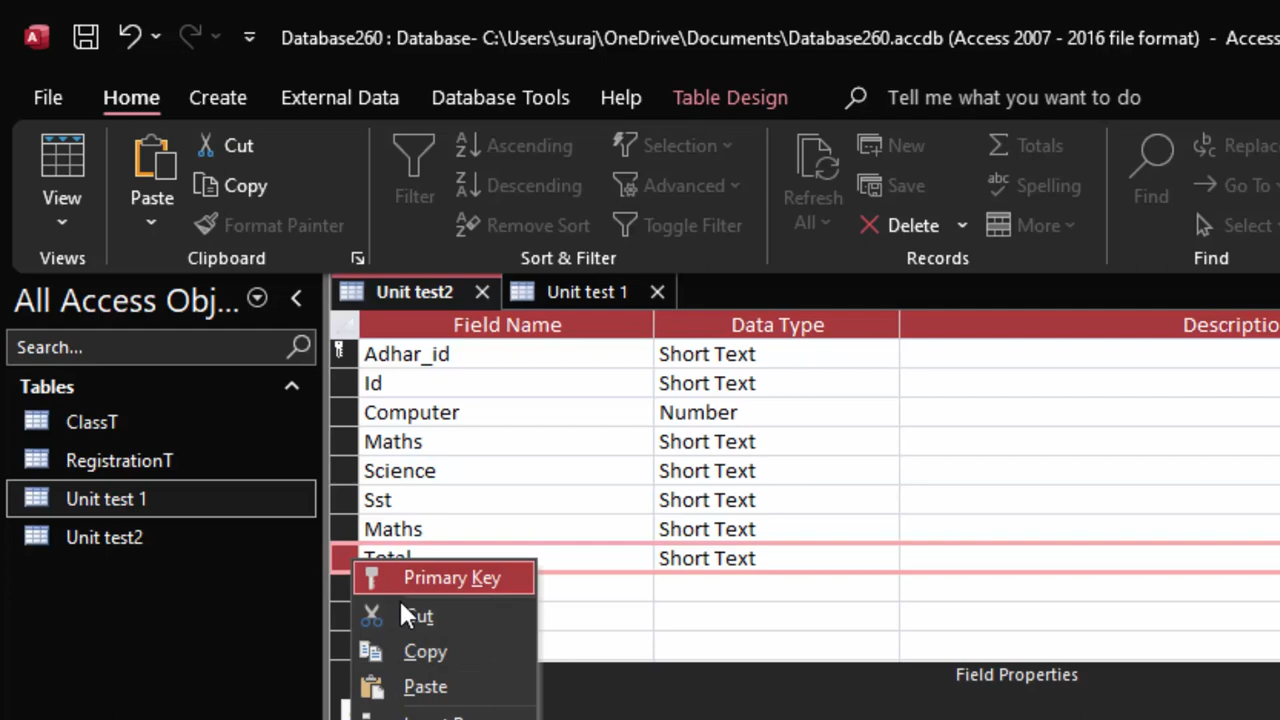 Database260 : Database- C:\Users\suraj\OneDrive\Documents\Database260.accdb (Access 2007 - 2016 file format) - Access
File Home Create External Data Database Tools Help Table Design Tell me what you want to do
View
Views
Paste
Cut
Copy
Format Painter
Clipboard
Filter
Ascending
Descending
Remove Sort
Selection
Advanced
Toggle Filter
Sort & Filter
Refresh
All
New
Save
Delete
Totals
Spelling
More
Records
Find
Replac
Go To
Select
Find
All Access Obj...
Search...
Tables
ClassT
RegistrationT
Unit test 1
Unit test2
Unit test2 Unit test 1
Field Name Data Type Descriptio
Adhar_id Short Text
Id Short Text
Computer Number
Maths Short Text
Science Short Text
Sst Short Text
Maths Short Text
Total Short Text
Primary Key
Cut
Copy
Paste
Field Properties